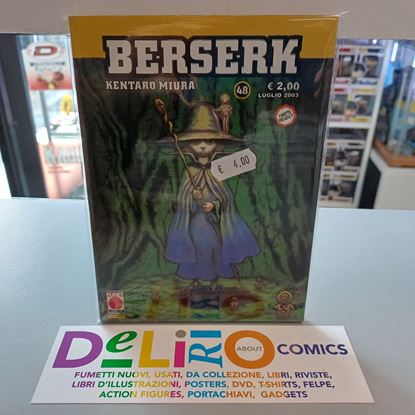 BERSERK
KENTARO MIURA
48
€ 2,00
LUGLIO 2003
€ 4,00
DELIRIO
ABOUT
COMICS
FUMETTI NUOVI, USATI, DA COLLEZIONE, LIBRI, RIVISTE,
LIBRI D'ILLUSTRAZIONI, POSTERS, DVD, T-SHIRTS, FELPE,
ACTION FIGURES, PORTACHIAVI, GADGETS